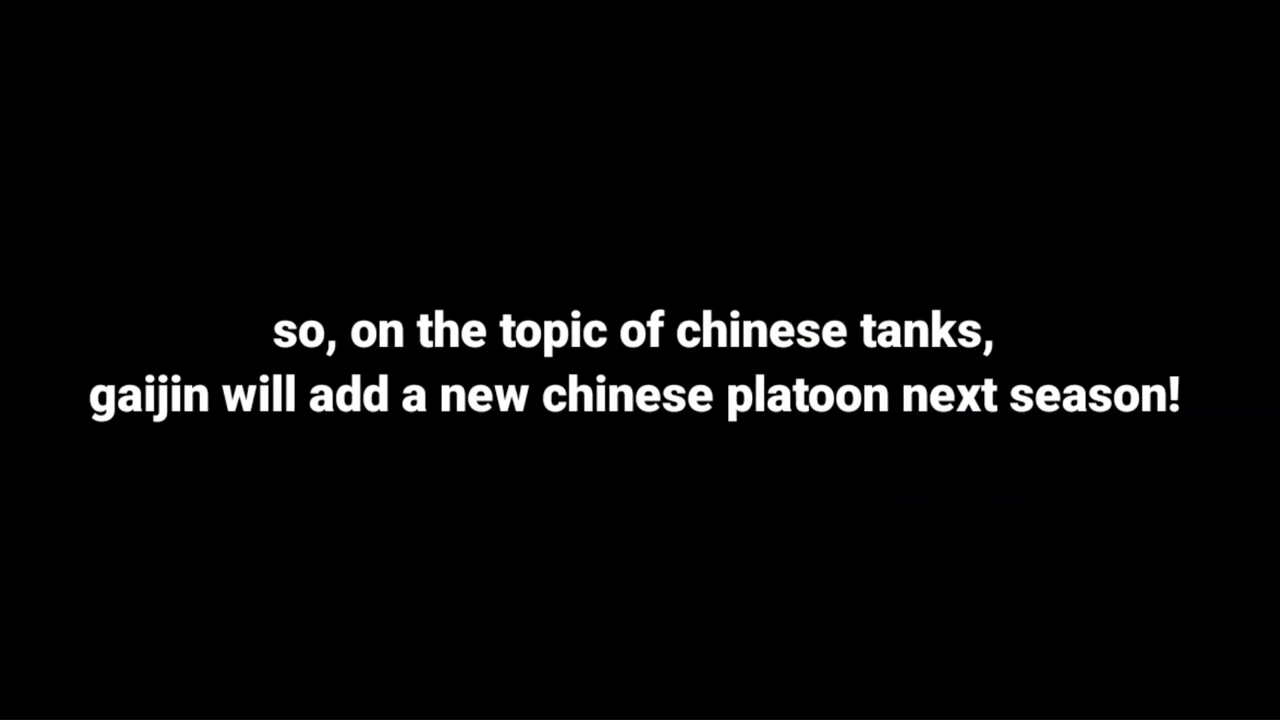 so, on the topic of chinese tanks,
gaijin will add a new chinese platoon next season!